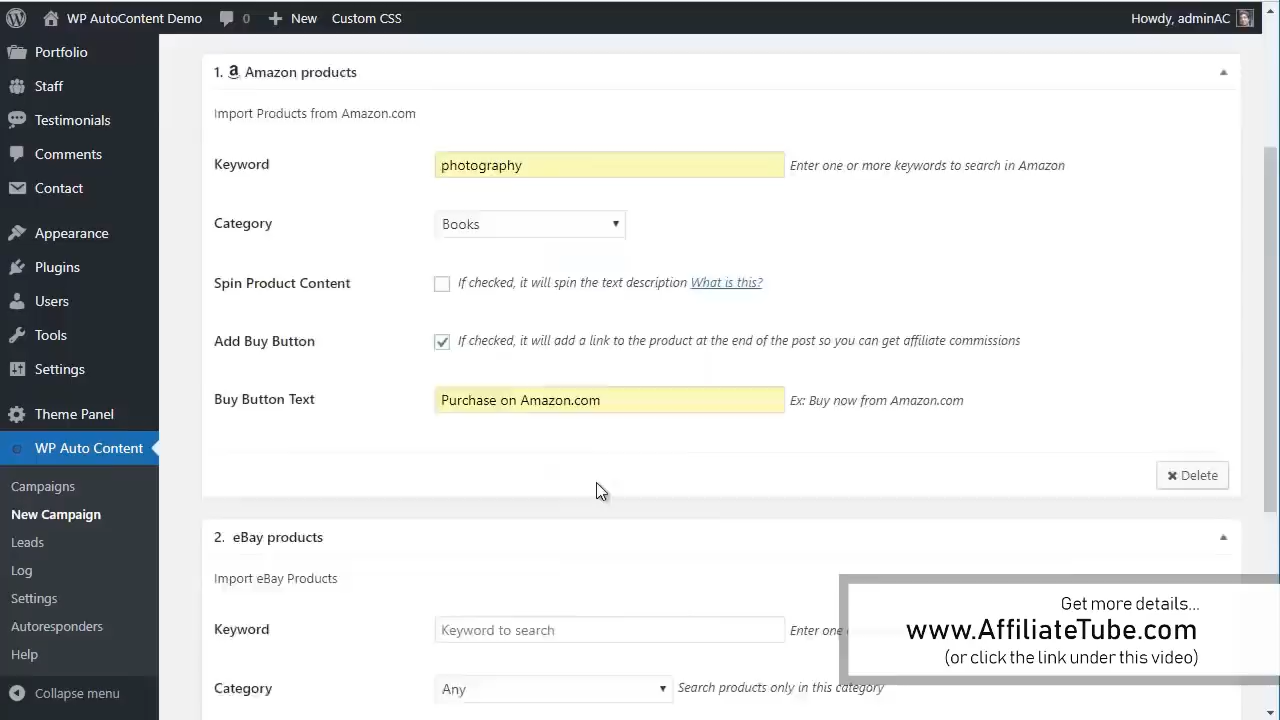 WP AutoContent Demo 0 New Custom CSS Howdy, adminAC
Portfolio
Staff
Testimonials
Comments
Contact
Appearance
Plugins
Users
Tools
Settings
Theme Panel
WP Auto Content
Campaigns
New Campaign
Leads
Log
Settings
Autoresponders
Help
Collapse menu
1. Amazon products
Import Products from Amazon.com
Keyword photography Enter one or more keywords to search in Amazon
Category Books
Spin Product Content If checked, it will spin the text description What is this?
Add Buy Button If checked, it will add a link to the product at the end of the post so you can get affiliate commissions
Buy Button Text Purchase on Amazon.com Ex: Buy now from Amazon.com
Delete
2. eBay products
Import eBay Products
Keyword Keyword to search Enter one
Category Any Search products only in this category
Get more details...
www.AffiliateTube.com
(or click the link under this video)